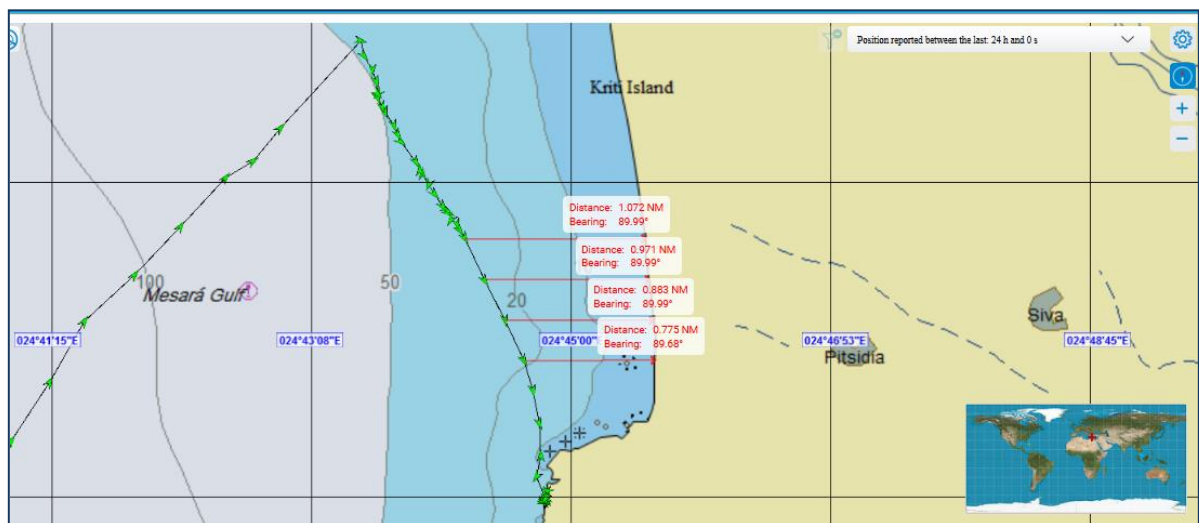 Position reported between the last: 24 h and 0 s
Kriti Island
Distance: 1.072 NM
Bearing: 89.99°
Distance: 0.971 NM
Bearing: 89.99°
100
Mesará Gulf
50
20
Distance: 0.883 NM
Bearing: 89.99°
Siva
Distance: 0.775 NM
Bearing: 89.68°
024°41'15"E
024°43'08"E
024°45'00"E
024°46'53"E
024°48'45"E
Pitsidia